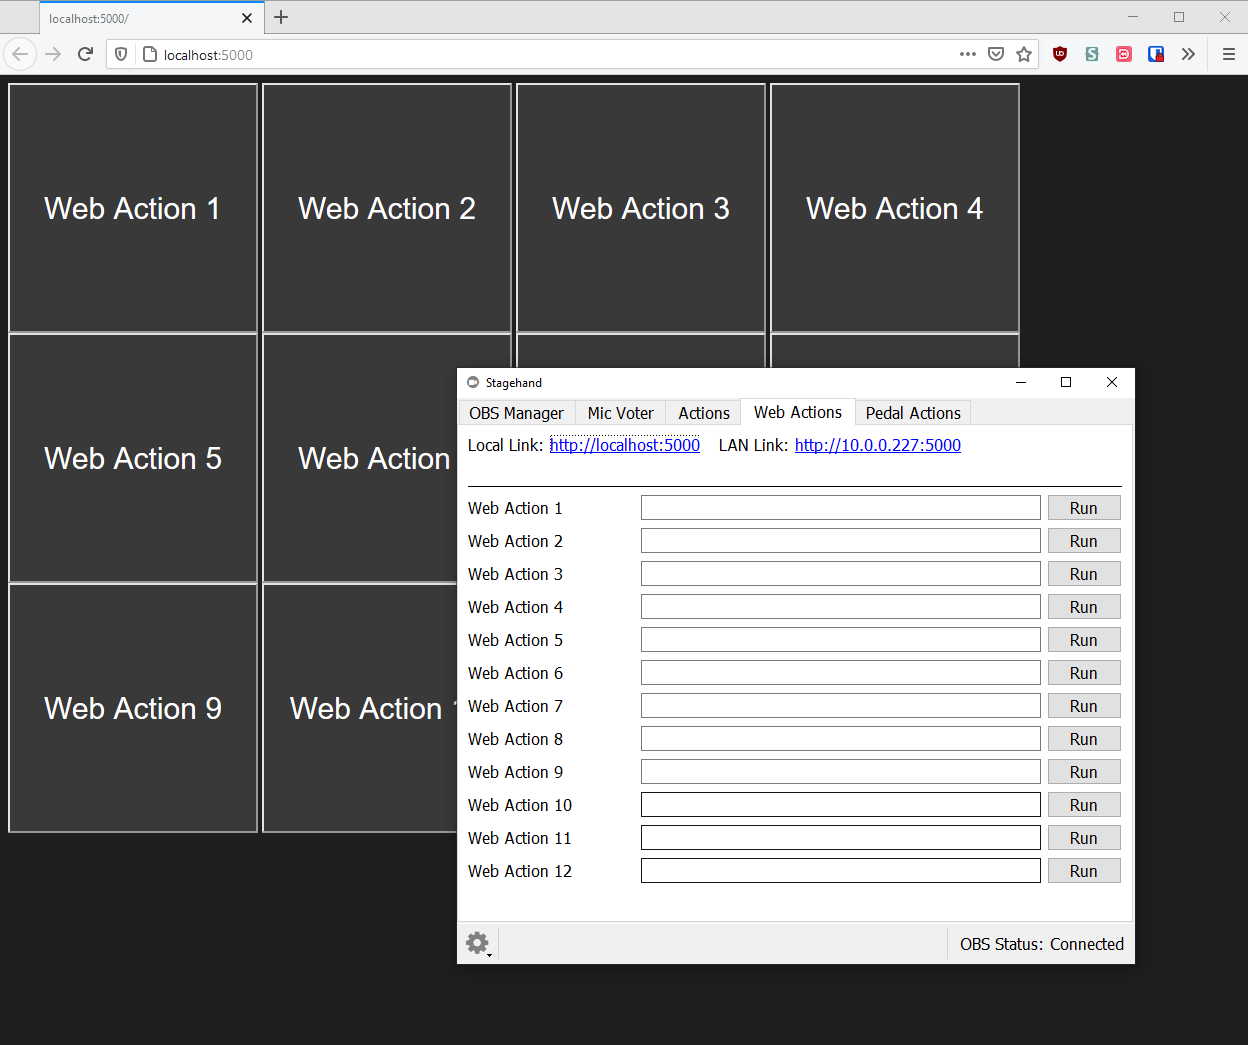 localhost:5000/
localhost:5000
Web Action 1
Web Action 2
Web Action 3
Web Action 4
Web Action 5
Web Action
Web Action 9
Web Action
Stagehand
OBS Manager
Mic Voter
Actions
Web Actions
Pedal Actions
Local Link: http://localhost:5000 LAN Link: http://10.0.0.227:5000
Web Action 1 Run
Web Action 2 Run
Web Action 3 Run
Web Action 4 Run
Web Action 5 Run
Web Action 6 Run
Web Action 7 Run
Web Action 8 Run
Web Action 9 Run
Web Action 10 Run
Web Action 11 Run
Web Action 12 Run
OBS Status: Connected